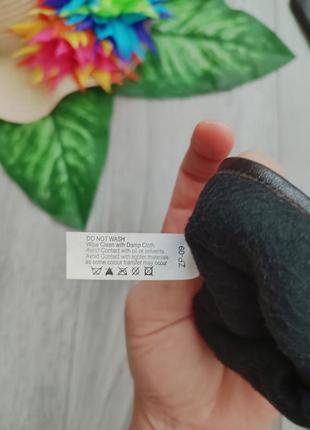 DO NOT WASH
Wipe Clean with Damp Cloth
Avoid Contact with oil or solvents
Avoid Contact with lighter materials
as some colour transfer may occur
ZP-09